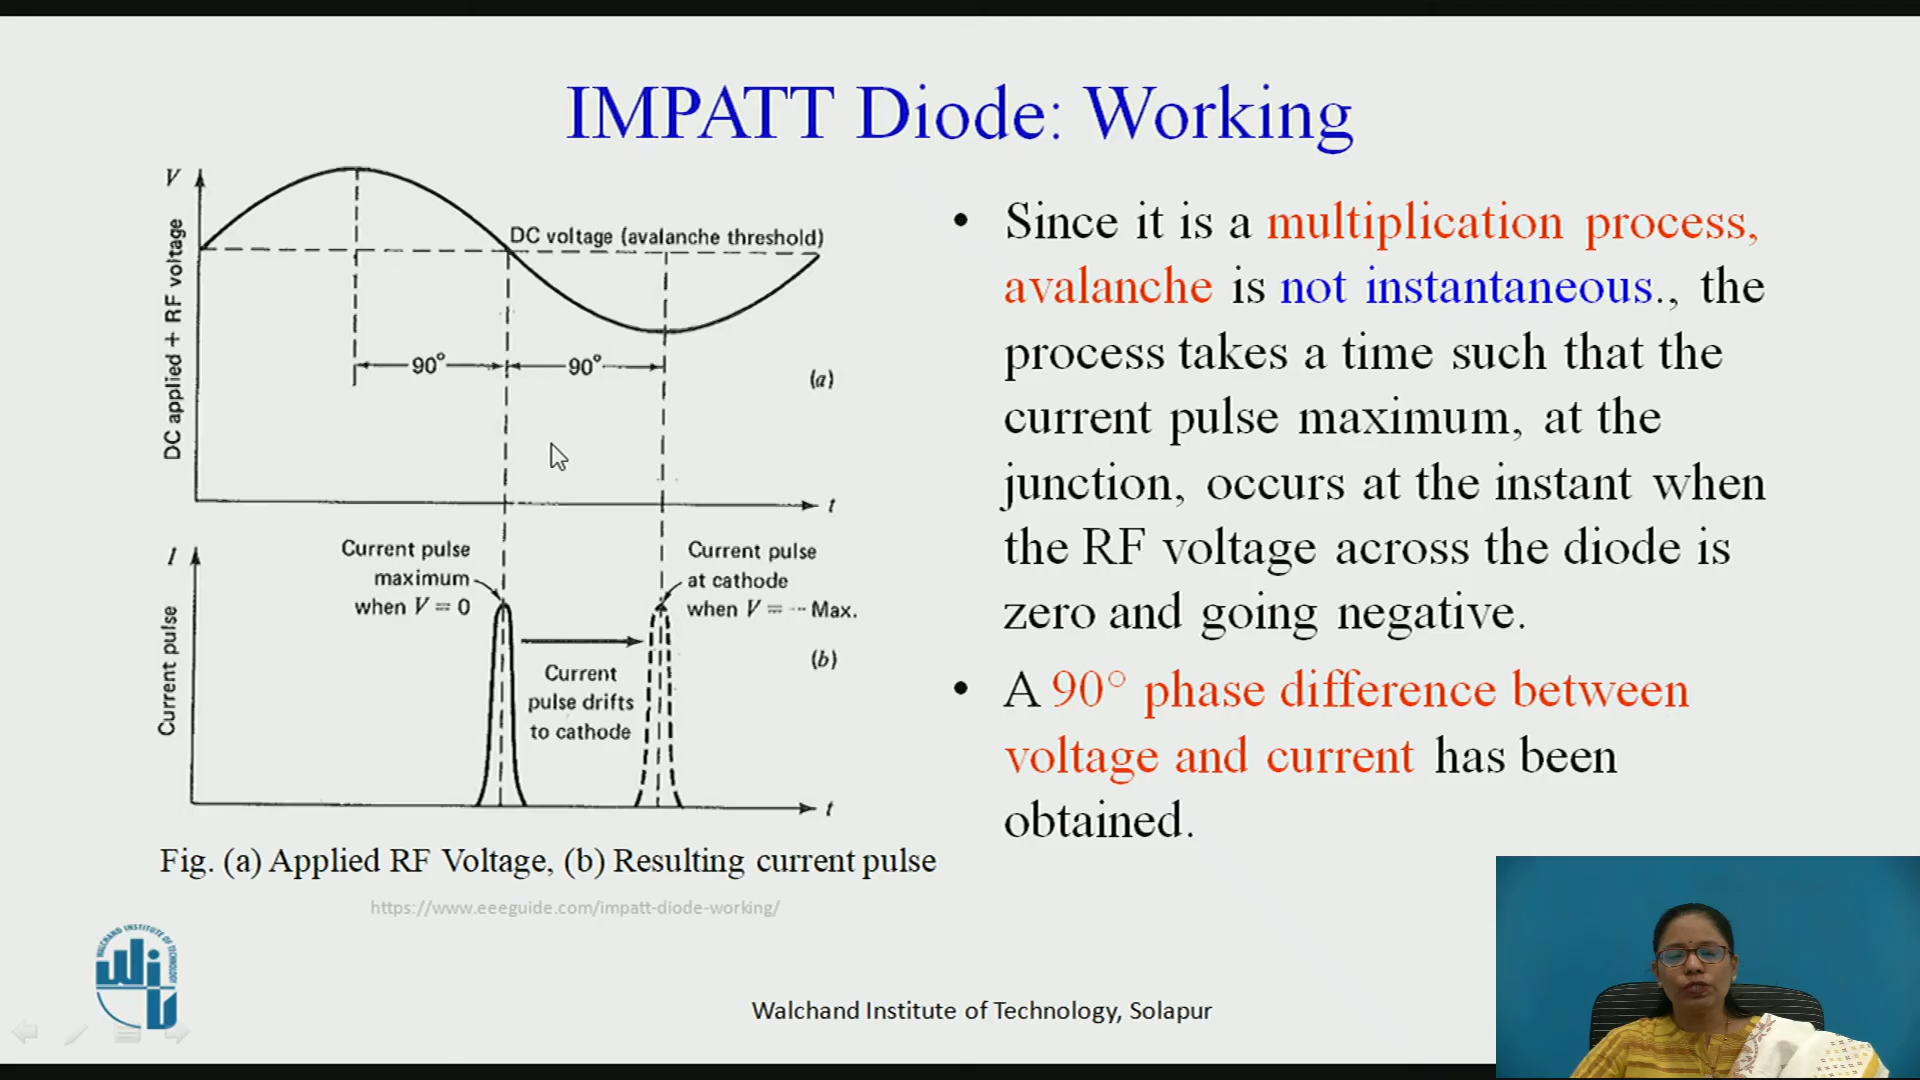 IMPATT Diode: Working
V
DC applied + RF voltage
DC voltage (avalanche threshold)
90°
90°
(a)
t
I
Current pulse
Current pulse
maximum
when V = 0
Current pulse
at cathode
when V = -- Max.
(b)
Current
pulse drifts
to cathode
t
Fig. (a) Applied RF Voltage, (b) Resulting current pulse
https://www.eeeguide.com/impatt-diode-working/
• Since it is a multiplication process,
avalanche is not instantaneous., the
process takes a time such that the
current pulse maximum, at the
junction, occurs at the instant when
the RF voltage across the diode is
zero and going negative.
• A 90° phase difference between
voltage and current has been
obtained.
WALCHAND INSTITUTE OF TECHNOLOGY
WIT
Walchand Institute of Technology, Solapur